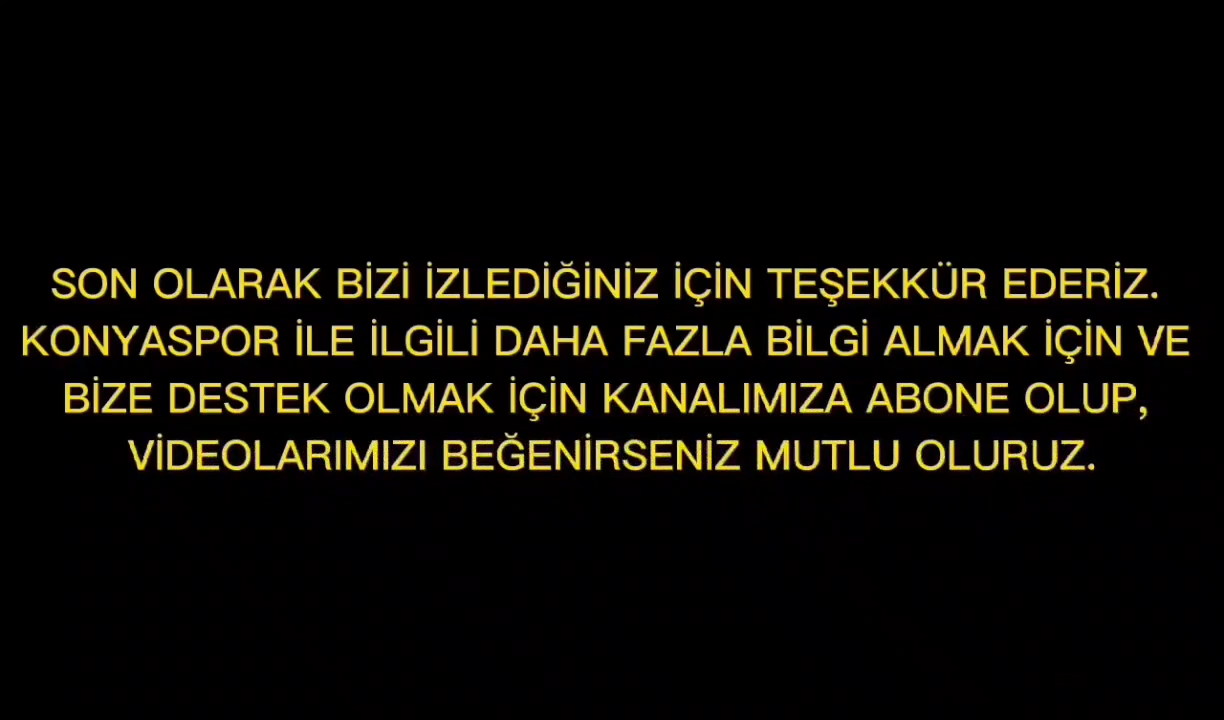 SON OLARAK BİZİ İZLEDİĞİNİZ İÇİN TEŞEKKÜR EDERİZ.
KONYASPOR İLE İLGİLİ DAHA FAZLA BİLGİ ALMAK İÇİN VE
BİZE DESTEK OLMAK İÇİN KANALIMIZA ABONE OLUP,
VİDEOLARIMIZI BEĞENİRSENİZ MUTLU OLURUZ.